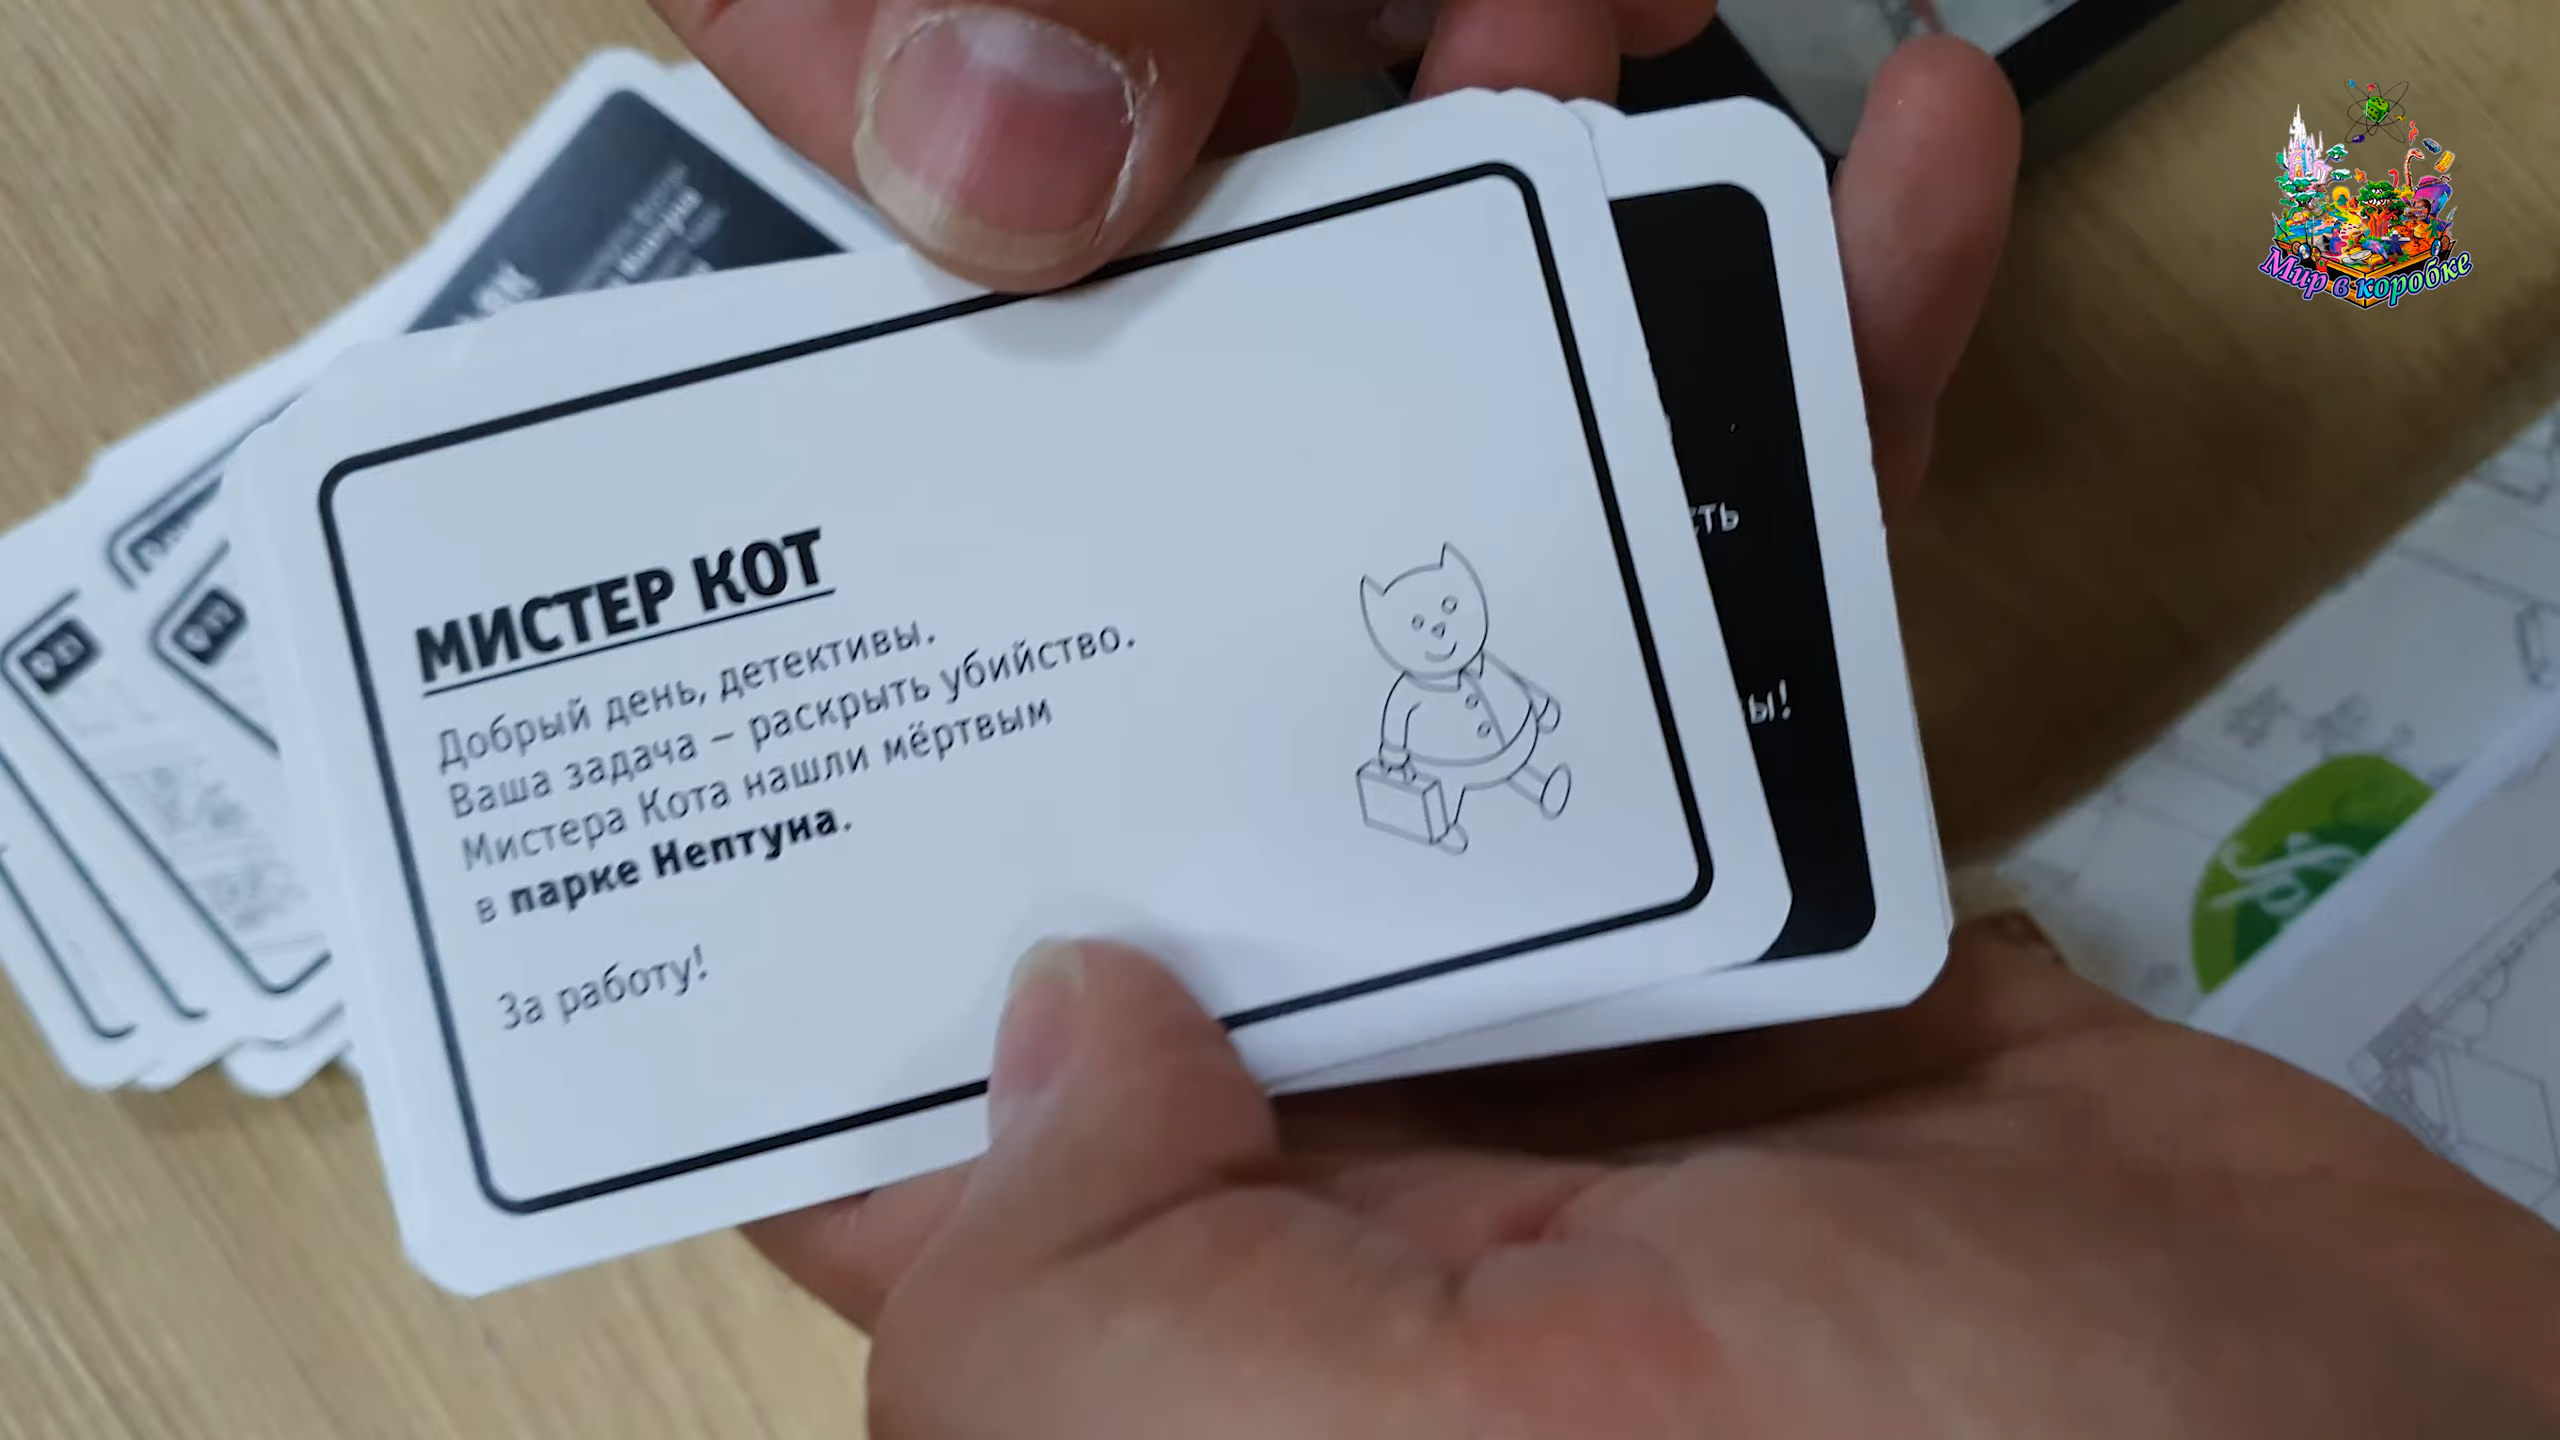 МИСТЕР КОТ
Добрый день, детективы.
Ваша задача – раскрыть убийство.
Мистера Кота нашли мёртвым
в парке Нептуна.
За работу!
сть
ы!
Мир в коробке